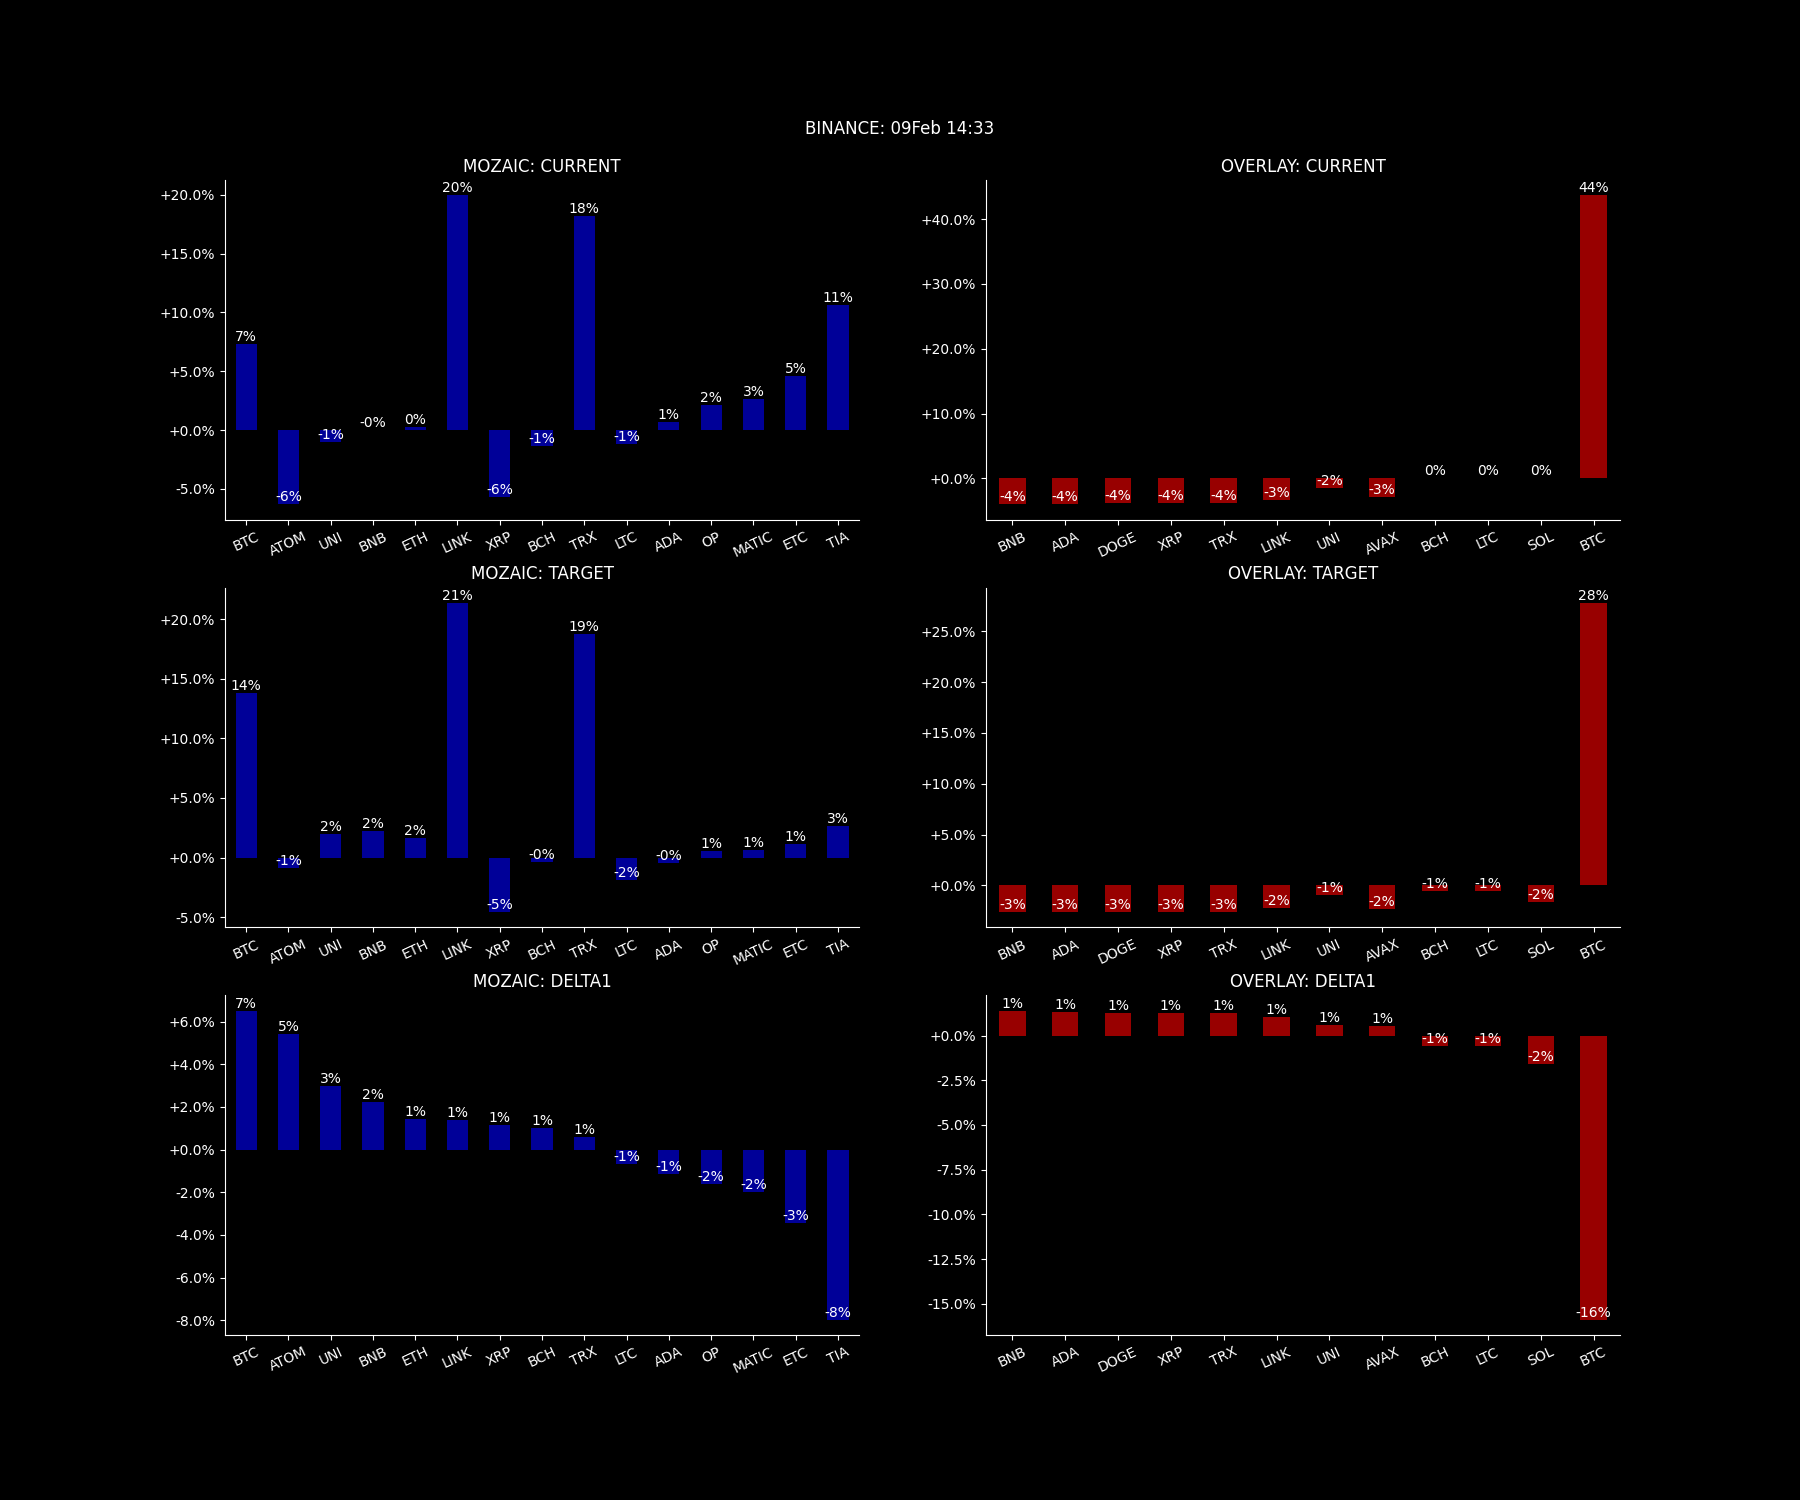 BINANCE: 09Feb 14:33
MOZAIC: CURRENT
+20.0%
+15.0%
+10.0%
+5.0%
+0.0%
-5.0%
7% -6% -1% -0% 0% 20% -6% -1% 18% -1% 1% 2% 3% 5% 11%
BTC ATOM UNI BNB ETH LINK XRP BCH TRX LTC ADA OP MATIC ETC TIA
OVERLAY: CURRENT
+40.0%
+30.0%
+20.0%
+10.0%
+0.0%
-4% -4% -4% -4% -4% -3% -2% -3% 0% 0% 0% 44%
BNB ADA DOGE XRP TRX LINK UNI AVAX BCH LTC SOL BTC
MOZAIC: TARGET
+20.0%
+15.0%
+10.0%
+5.0%
+0.0%
-5.0%
14% -1% 2% 2% 2% 21% -5% -0% 19% -2% -0% 1% 1% 1% 3%
BTC ATOM UNI BNB ETH LINK XRP BCH TRX LTC ADA OP MATIC ETC TIA
OVERLAY: TARGET
+25.0%
+20.0%
+15.0%
+10.0%
+5.0%
+0.0%
-3% -3% -3% -3% -3% -2% -1% -2% -1% -1% -2% 28%
BNB ADA DOGE XRP TRX LINK UNI AVAX BCH LTC SOL BTC
MOZAIC: DELTA1
+6.0%
+4.0%
+2.0%
+0.0%
-2.0%
-4.0%
-6.0%
-8.0%
7% 5% 3% 2% 1% 1% 1% 1% 1% -1% -1% -2% -2% -3% -8%
BTC ATOM UNI BNB ETH LINK XRP BCH TRX LTC ADA OP MATIC ETC TIA
OVERLAY: DELTA1
+0.0%
-2.5%
-5.0%
-7.5%
-10.0%
-12.5%
-15.0%
1% 1% 1% 1% 1% 1% 1% 1% -1% -1% -2% -16%
BNB ADA DOGE XRP TRX LINK UNI AVAX BCH LTC SOL BTC